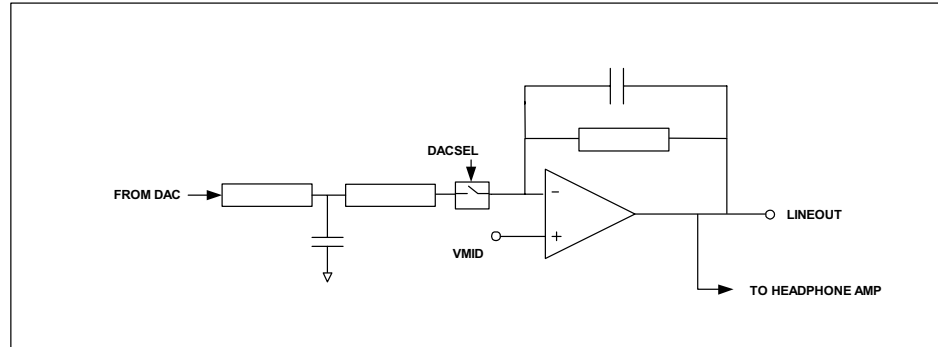 DACSEL
FROM DAC
VMID
LINEOUT
TO HEADPHONE AMP